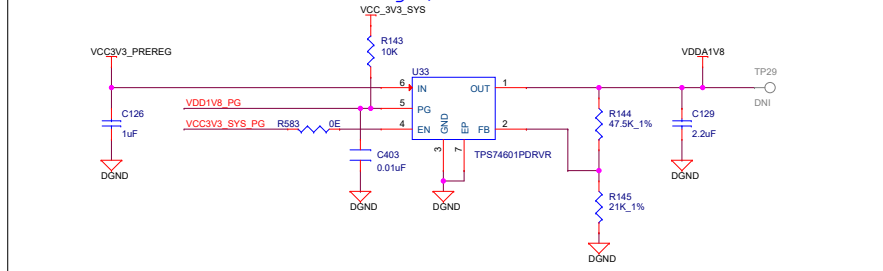 VCC_3V3_SYS
VCC3V3_PREREG
R143
10K
VDDA1V8
TP29
DNI
U33
6 IN OUT 1
VDD1V8_PG
5 PG
VCC3V3_SYS_PG R583 0E 4 EN
GND EP FB 2
3 7
TPS74601PDRVR
C126
1uF
C403
0.01uF
R144
47.5K_1%
C129
2.2uF
R145
21K_1%
DGND
DGND
DGND
DGND
DGND